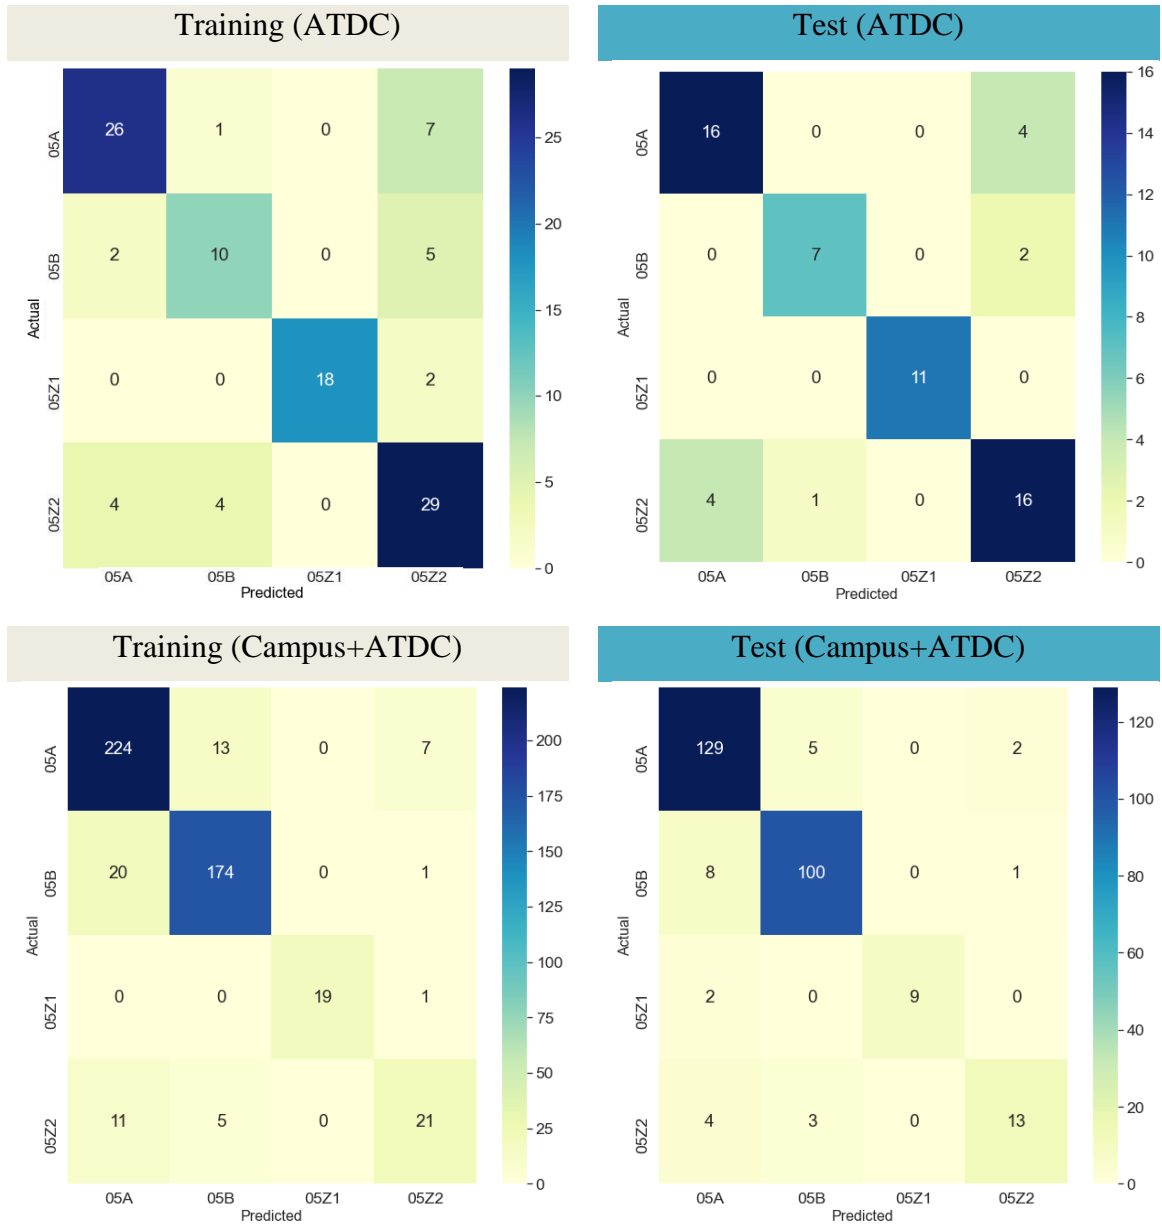 Training (ATDC)
Test (ATDC)
05A 26 1 0 7
05B 2 10 0 5
05Z1 0 0 18 2
05Z2 4 4 0 29
Actual
05A 05B 05Z1 05Z2
Predicted
25
20
15
10
5
0
05A 16 0 0 4
05B 0 7 0 2
05Z1 0 0 11 0
05Z2 4 1 0 16
Actual
05A 05B 05Z1 05Z2
Predicted
16
14
12
10
8
6
4
2
0
Training (Campus+ATDC)
Test (Campus+ATDC)
05A 224 13 0 7
05B 20 174 0 1
05Z1 0 0 19 1
05Z2 11 5 0 21
Actual
05A 05B 05Z1 05Z2
Predicted
200
175
150
125
100
75
50
25
0
05A 129 5 0 2
05B 8 100 0 1
05Z1 2 0 9 0
05Z2 4 3 0 13
Actual
05A 05B 05Z1 05Z2
Predicted
120
100
80
60
40
20
0